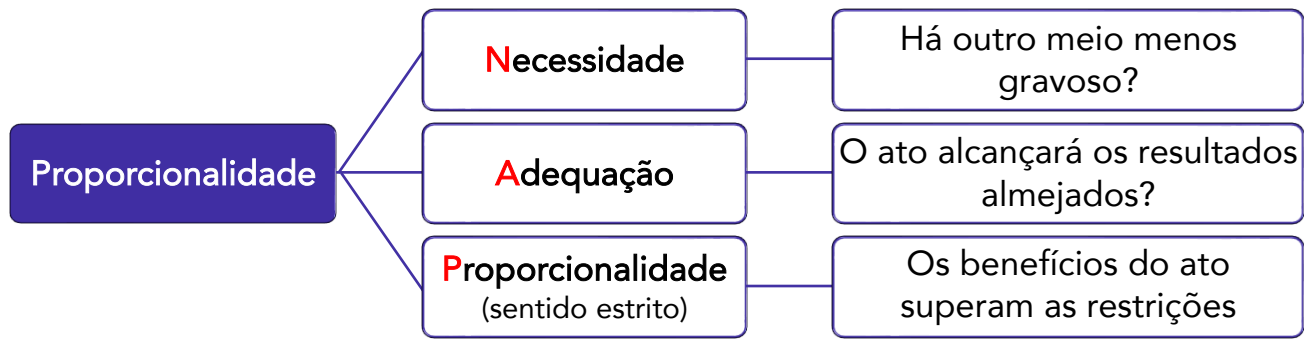 Proporcionalidade
Necessidade
Há outro meio menos
gravoso?
Adequação
O ato alcançará os resultados
almejados?
Proporcionalidade
(sentido estrito)
Os benefícios do ato
superam as restrições